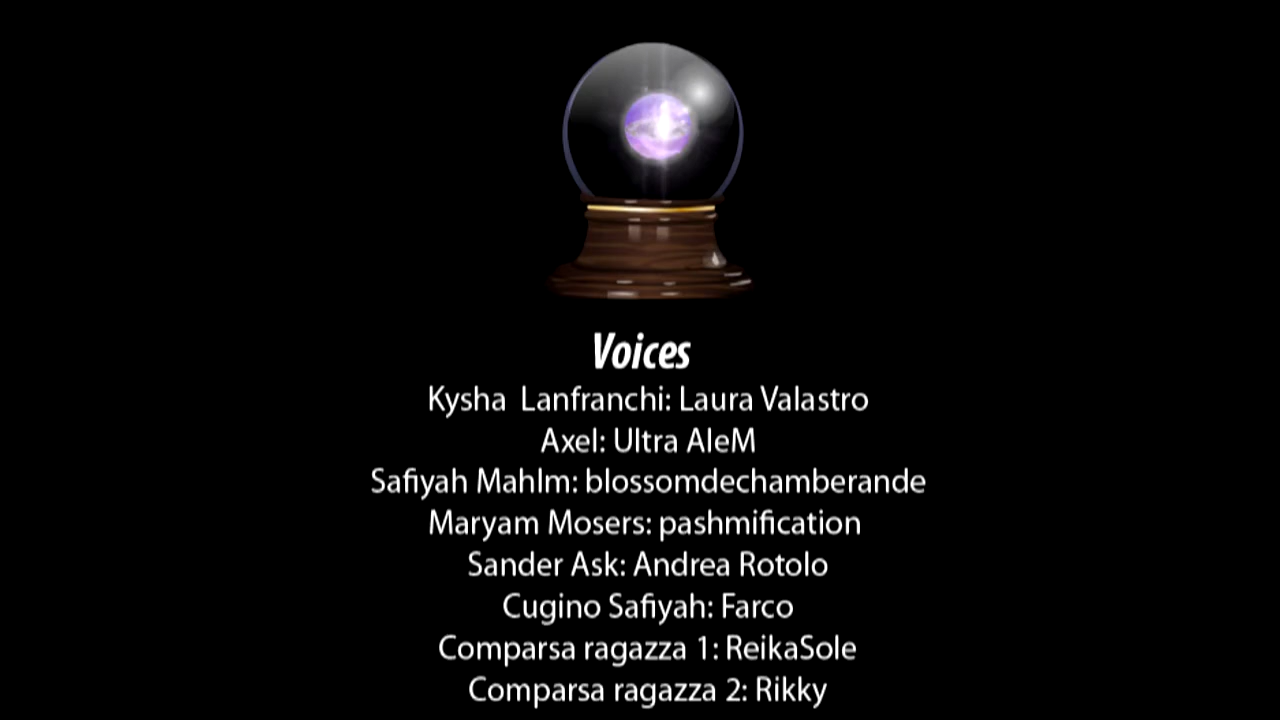 Voices
Kysha Lanfranchi: Laura Valastro
Axel: Ultra AleM
Safiyah Mahlm: blossomdechamberande
Maryam Mosers: pashmification
Sander Ask: Andrea Rotolo
Cugino Safiyah: Farco
Comparsa ragazza 1: ReikaSole
Comparsa ragazza 2: Rikky